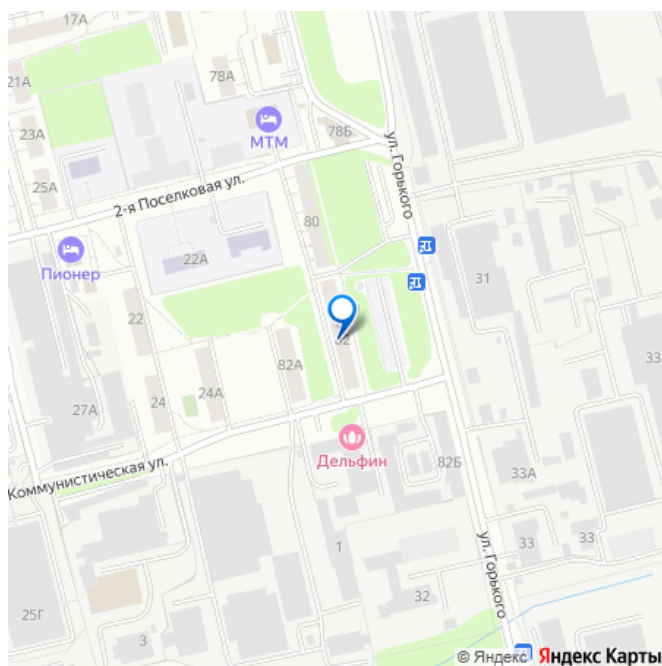 17А
21А
78А
23А
МТМ
78Б
ул. Горького
25А
2-я Поселковая ул.
80
22А
Пионер
31
22
82
33
82А
24А
24
27А
Дельфин
82Б
Коммунистическая ул.
33А
ул. Горького
33
33
1
32
25Г
3
© Яндекс Яндекс Карты